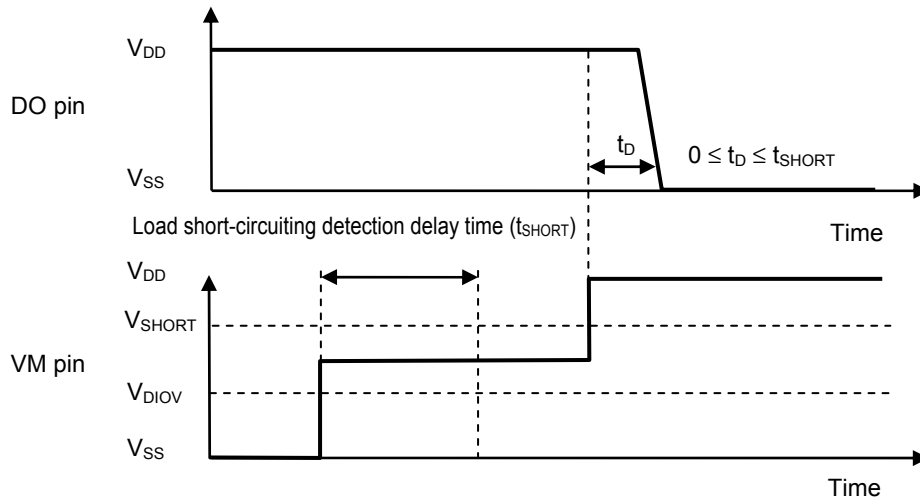 V_DD
DO pin
t_D
0 ≤ t_D ≤ t_SHORT
V_SS
Load short-circuiting detection delay time (t_SHORT)
Time
V_DD
V_SHORT
VM pin
V_DIOV
V_SS
Time